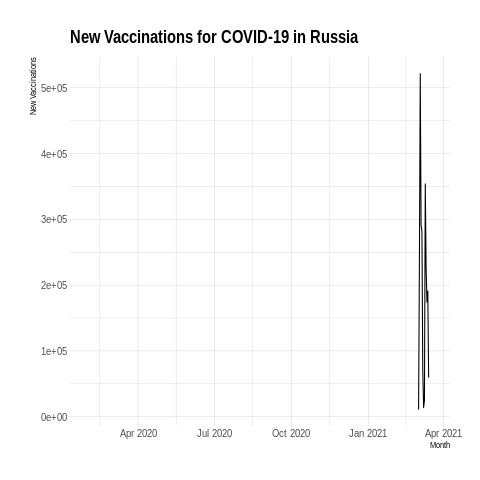 New Vaccinations for COVID-19 in Russia
New Vaccinations
5e+05
4e+05
3e+05
2e+05
1e+05
0e+00
Apr 2020 Jul 2020 Oct 2020 Jan 2021 Apr 2021
Month